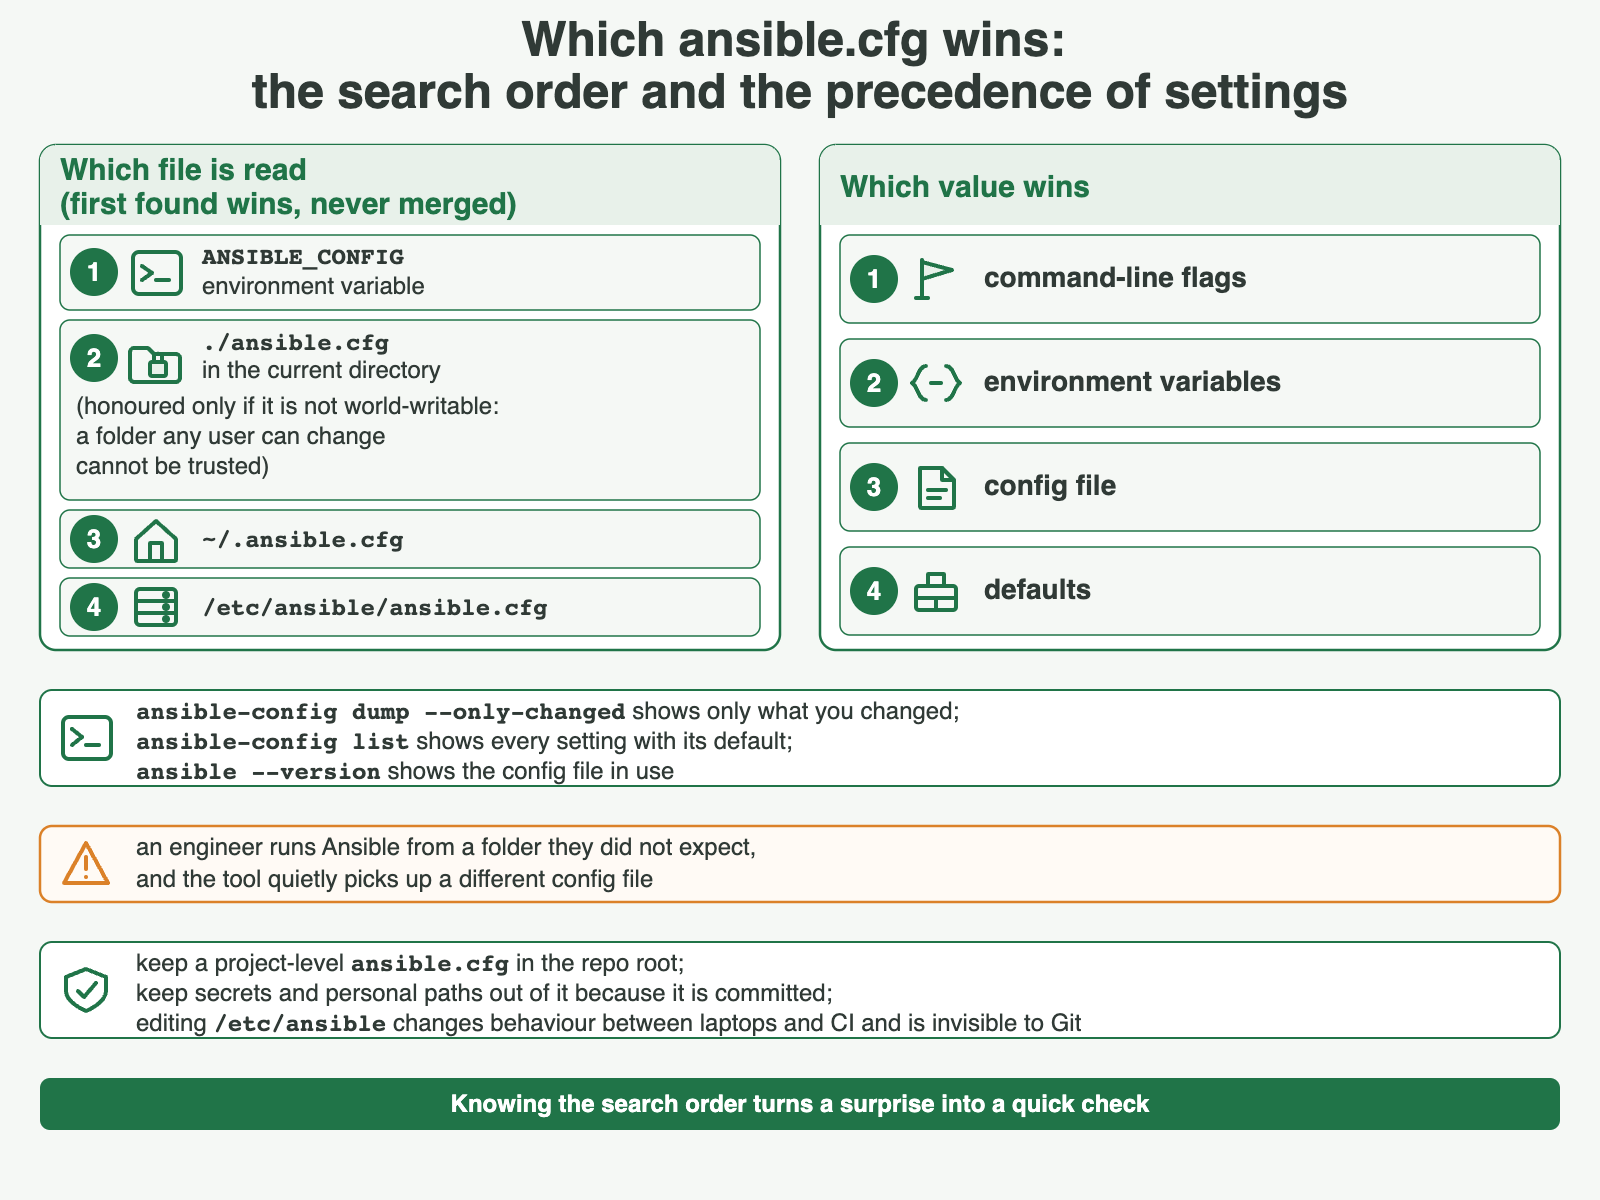 Which ansible.cfg wins:
the search order and the precedence of settings
Which file is read
(first found wins, never merged)
1
ANSIBLE_CONFIG
environment variable
2
./ansible.cfg
in the current directory
(honoured only if it is not world-writable:
a folder any user can change
cannot be trusted)
3
~/.ansible.cfg
4
/etc/ansible/ansible.cfg
Which value wins
1
command-line flags
2
environment variables
3
config file
4
defaults
ansible-config dump --only-changed shows only what you changed;
ansible-config list shows every setting with its default;
ansible --version shows the config file in use
an engineer runs Ansible from a folder they did not expect,
and the tool quietly picks up a different config file
keep a project-level ansible.cfg in the repo root;
keep secrets and personal paths out of it because it is committed;
editing /etc/ansible changes behaviour between laptops and CI and is invisible to Git
Knowing the search order turns a surprise into a quick check